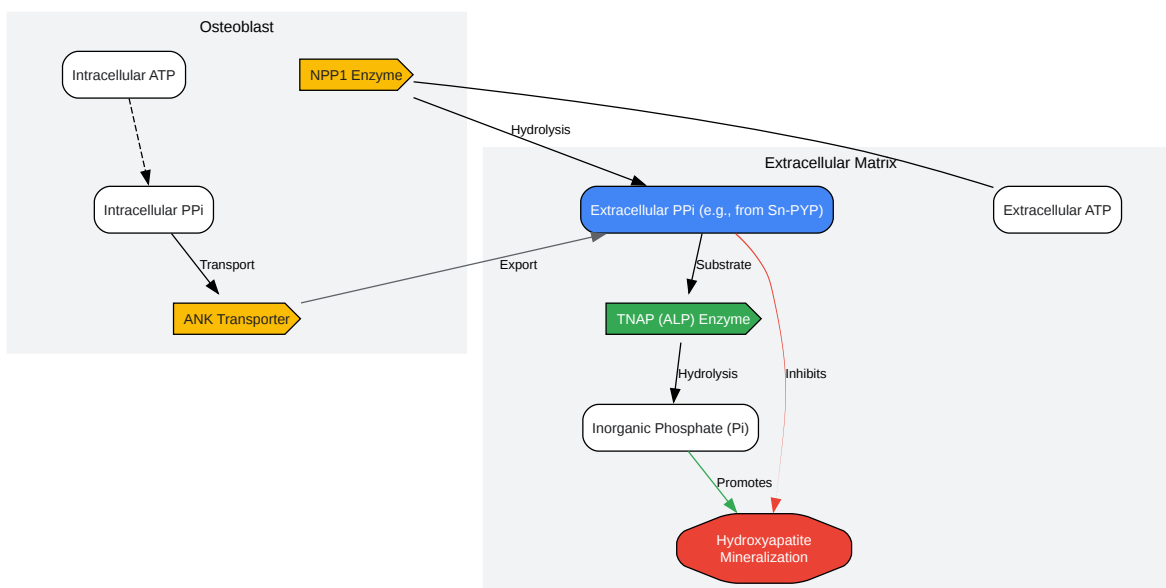 Osteoblast
Intracellular ATP
NPP1 Enzyme
Hydrolysis
Extracellular Matrix
Intracellular PPi
Extracellular PPi (e.g., from Sn-PYP)
Extracellular ATP
Transport
Export
Substrate
ANK Transporter
TNAP (ALP) Enzyme
Hydrolysis
Inhibits
Inorganic Phosphate (Pi)
Promotes
Hydroxyapatite
Mineralization